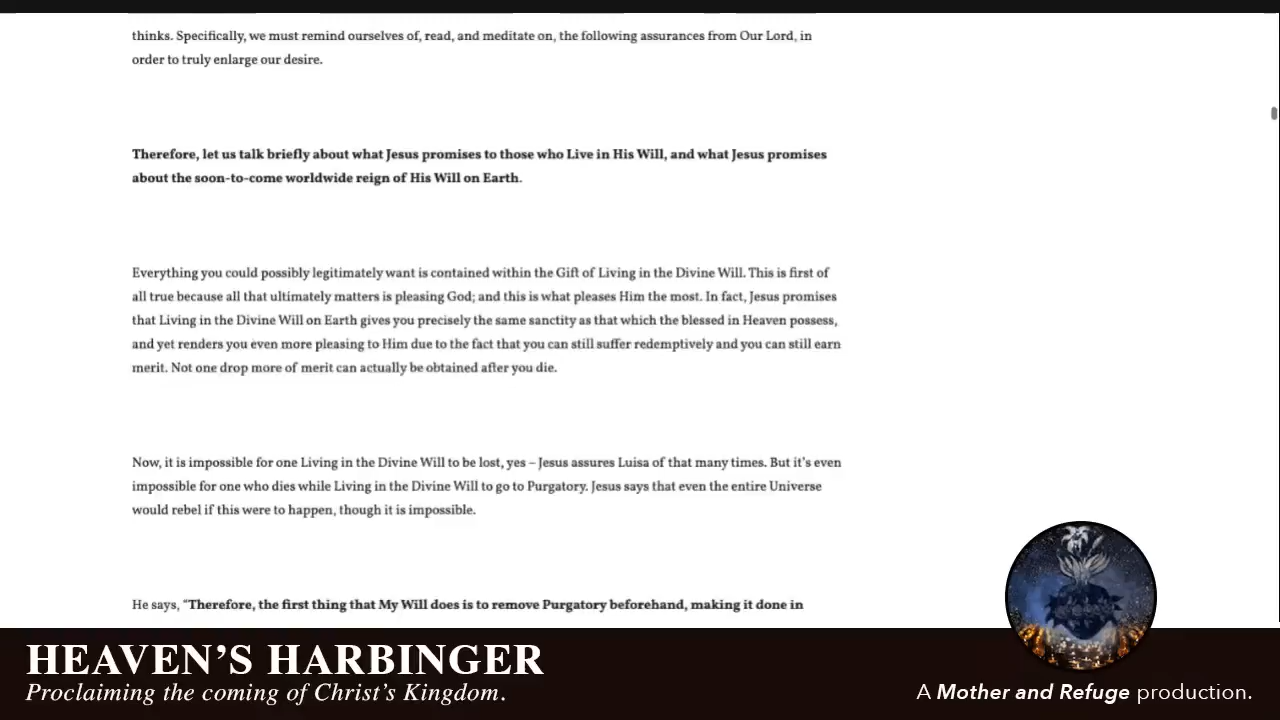 thinks. Specifically, we must remind ourselves of, read, and meditate on, the following assurances from Our Lord, in
order to truly enlarge our desire.
Therefore, let us talk briefly about what Jesus promises to those who Live in His Will, and what Jesus promises
about the soon-to-come worldwide reign of His Will on Earth.
Everything you could possibly legitimately want is contained within the Gift of Living in the Divine Will. This is first of
all true because all that ultimately matters is pleasing God; and this is what pleases Him the most. In fact, Jesus promises
that Living in the Divine Will on Earth gives you precisely the same sanctity as that which the blessed in Heaven possess,
and yet renders you even more pleasing to Him due to the fact that you can still suffer redemptively and you can still earn
merit. Not one drop more of merit can actually be obtained after you die.
Now, it is impossible for one Living in the Divine Will to be lost, yes – Jesus assures Luisa of that many times. But it's even
impossible for one who dies while Living in the Divine Will to go to Purgatory. Jesus says that even the entire Universe
would rebel if this were to happen, though it is impossible.
He says, “Therefore, the first thing that My Will does is to remove Purgatory beforehand, making it done in
HEAVEN'S HARBINGER
Proclaiming the coming of Christ's Kingdom.
A Mother and Refuge production.